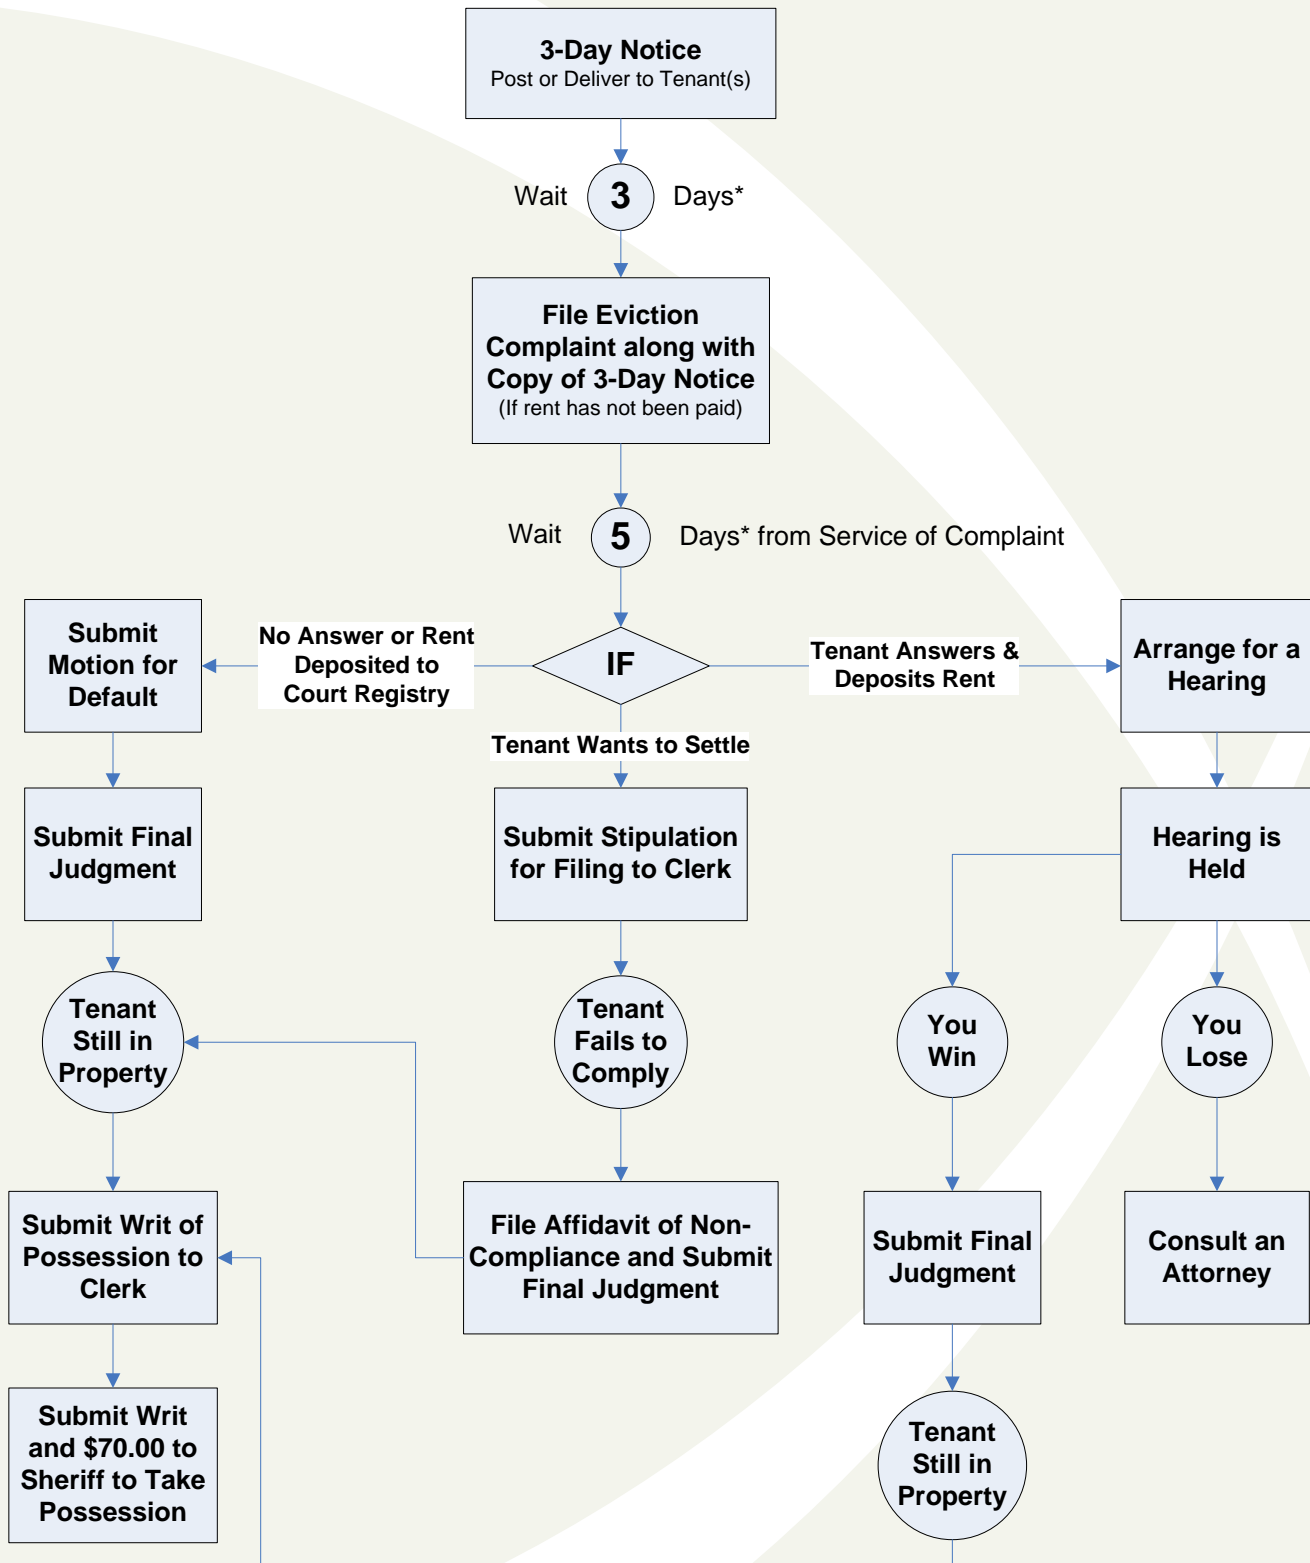 3-Day Notice
Post or Deliver to Tenant(s)
Wait 3 Days*
File Eviction
Complaint along with
Copy of 3-Day Notice
(If rent has not been paid)
Wait 5 Days* from Service of Complaint
IF
No Answer or Rent
Deposited to
Court Registry
Submit
Motion for
Default
Submit Final
Judgment
Tenant
Still in
Property
Submit Writ of
Possession to
Clerk
Submit Writ
and $70.00 to
Sheriff to Take
Possession
Tenant Wants to Settle
Submit Stipulation
for Filing to Clerk
Tenant
Fails to
Comply
File Affidavit of Non-
Compliance and Submit
Final Judgment
Tenant Answers &
Deposits Rent
Arrange for a
Hearing
Hearing is
Held
You
Win
Submit Final
Judgment
Tenant
Still in
Property
You
Lose
Consult an
Attorney